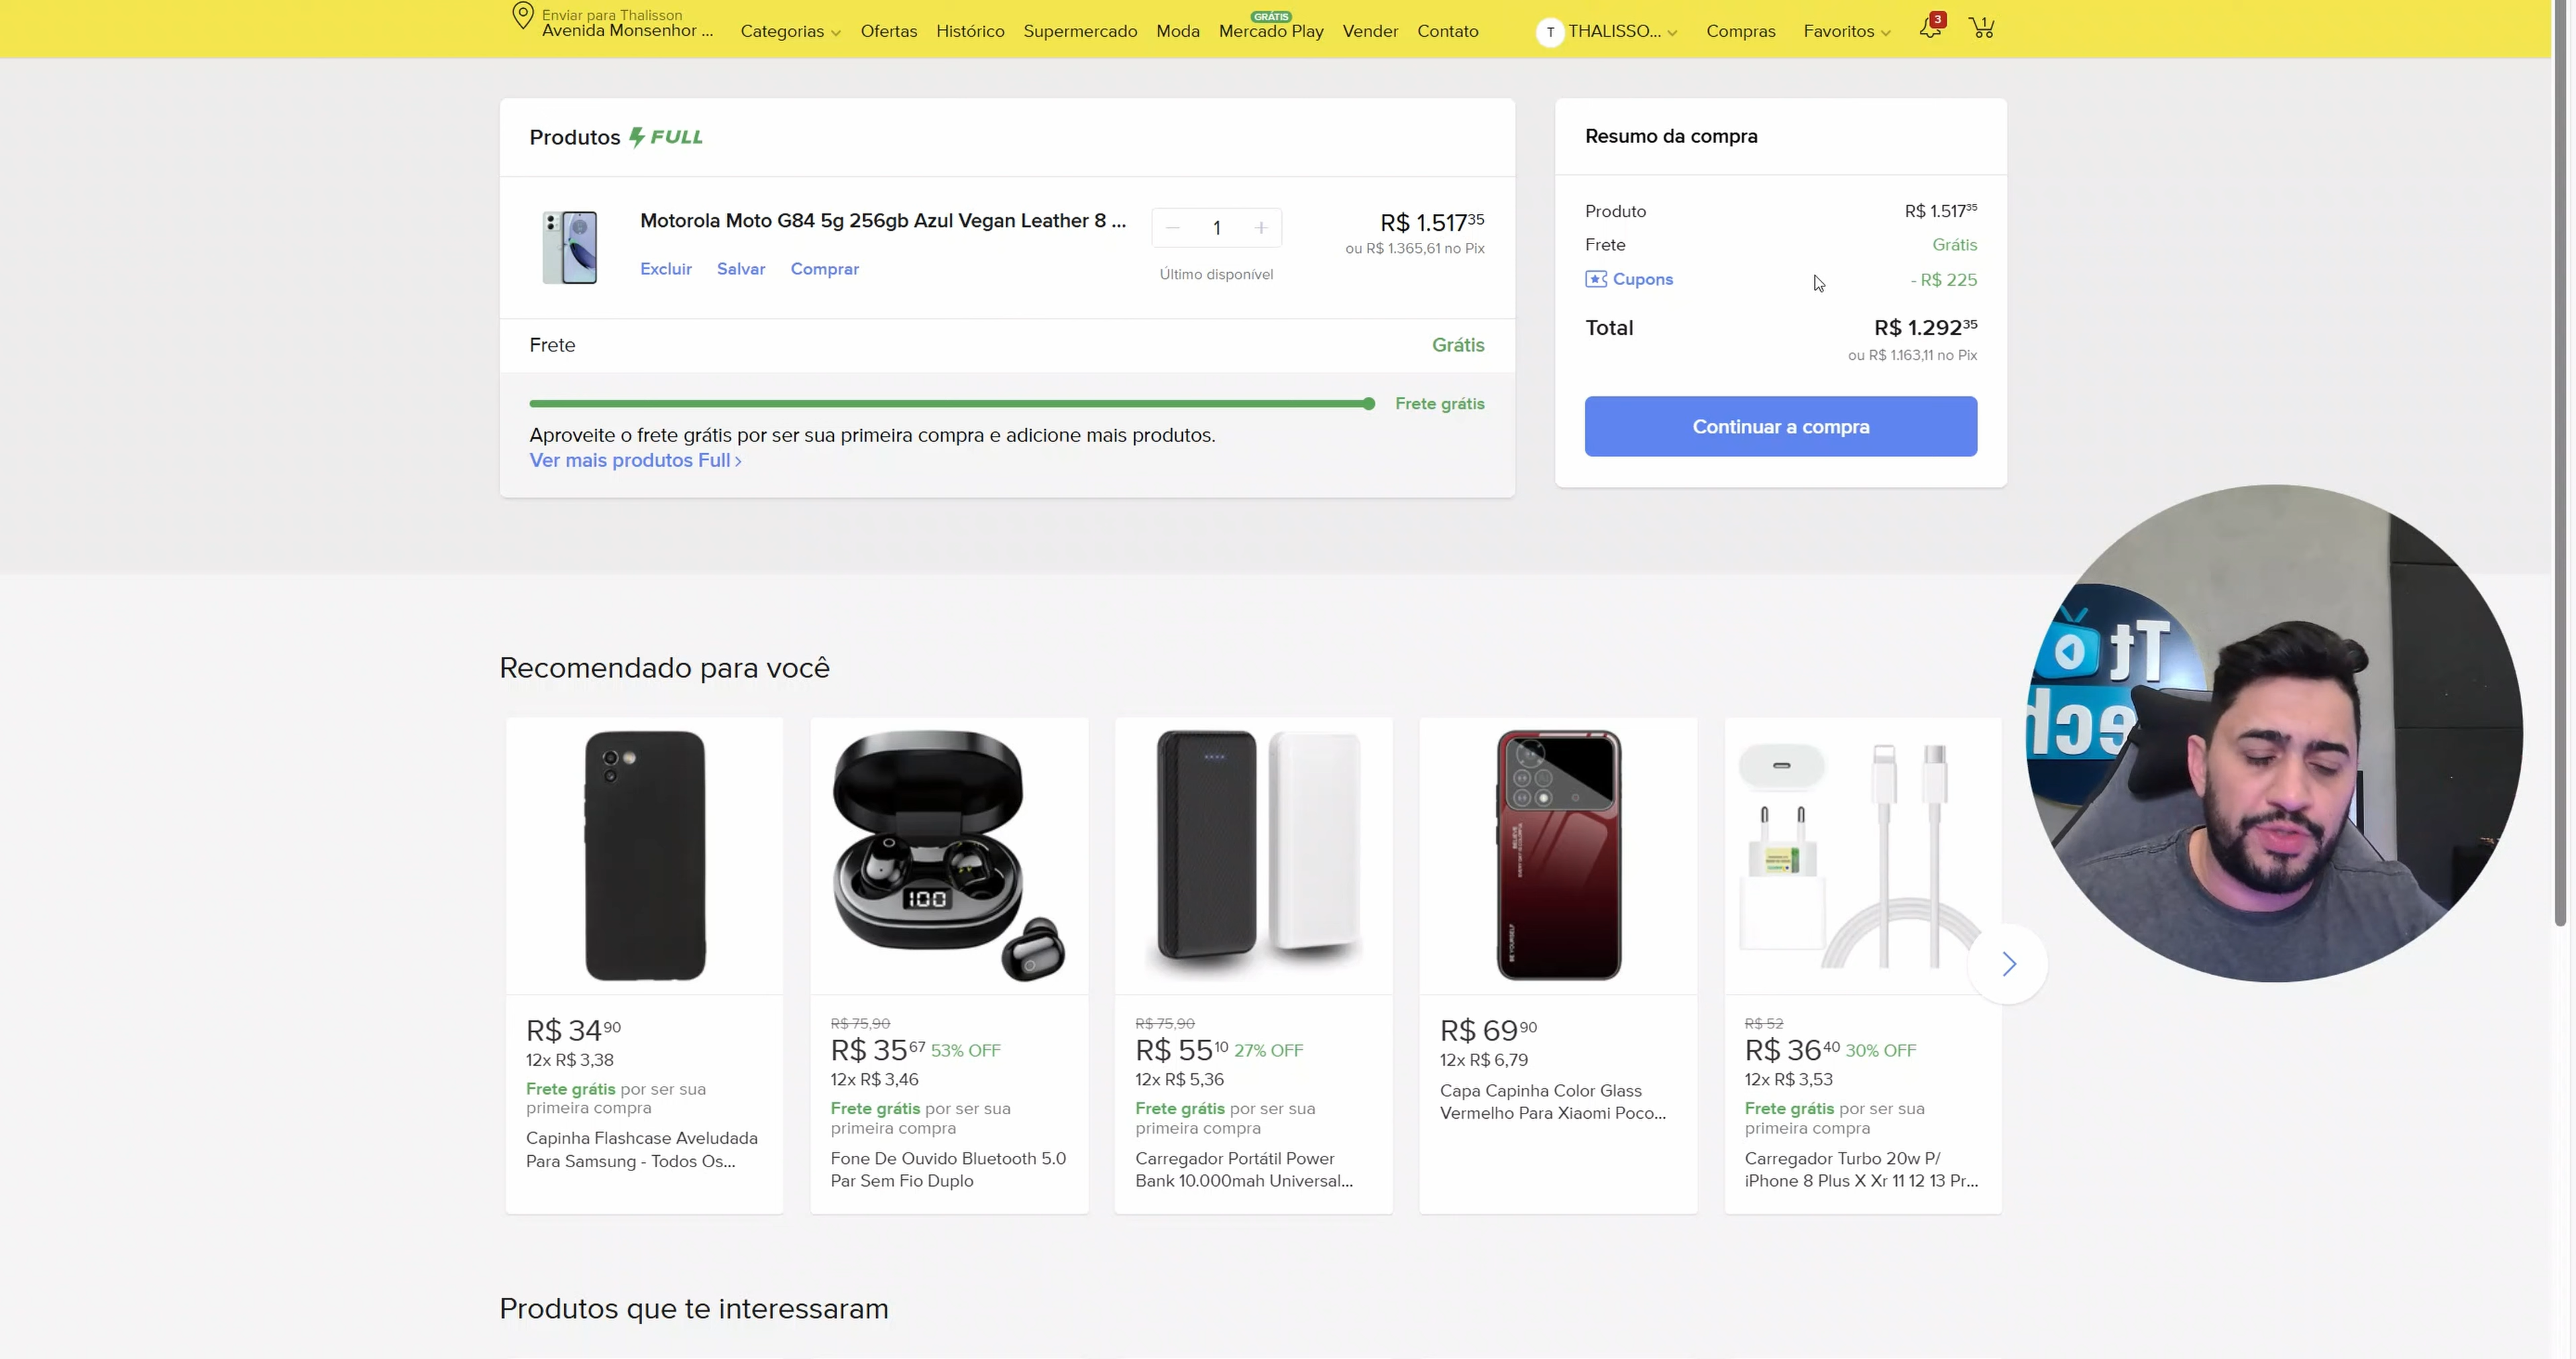 Enviar para Thalisson
Avenida Monsenhor ...
Categorias
Ofertas
Histórico
Supermercado
Moda
GRÁTIS
Mercado Play
Vender
Contato
T
THALISSO...
Compras
Favoritos
3
1
Produtos FULL
Motorola Moto G84 5g 256gb Azul Vegan Leather 8 ...
Excluir Salvar Comprar
1
Último disponível
R$ 1.517 35
ou R$ 1.365,61 no Pix
Frete Grátis
Frete grátis
Aproveite o frete grátis por ser sua primeira compra e adicione mais produtos.
Ver mais produtos Full
Resumo da compra
Produto R$ 1.517 35
Frete Grátis
Cupons - R$ 225
Total R$ 1.292 35
ou R$ 1.163,11 no Pix
Continuar a compra
Tt
ech
Recomendado para você
100
BE YOURSELF
R$ 34 90
12x R$ 3,38
Frete grátis por ser sua
primeira compra
Capinha Flashcase Aveludada
Para Samsung - Todos Os...
R$ 75,90
R$ 35 67 53% OFF
12x R$ 3,46
Frete grátis por ser sua
primeira compra
Fone De Ouvido Bluetooth 5.0
Par Sem Fio Duplo
R$ 75,90
R$ 55 10 27% OFF
12x R$ 5,36
Frete grátis por ser sua
primeira compra
Carregador Portátil Power
Bank 10.000mah Universal...
R$ 69 90
12x R$ 6,79
Capa Capinha Color Glass
Vermelho Para Xiaomi Poco...
R$ 52
R$ 36 40 30% OFF
12x R$ 3,53
Frete grátis por ser sua
primeira compra
Carregador Turbo 20w P/
iPhone 8 Plus X Xr 11 12 13 Pr...
Produtos que te interessaram